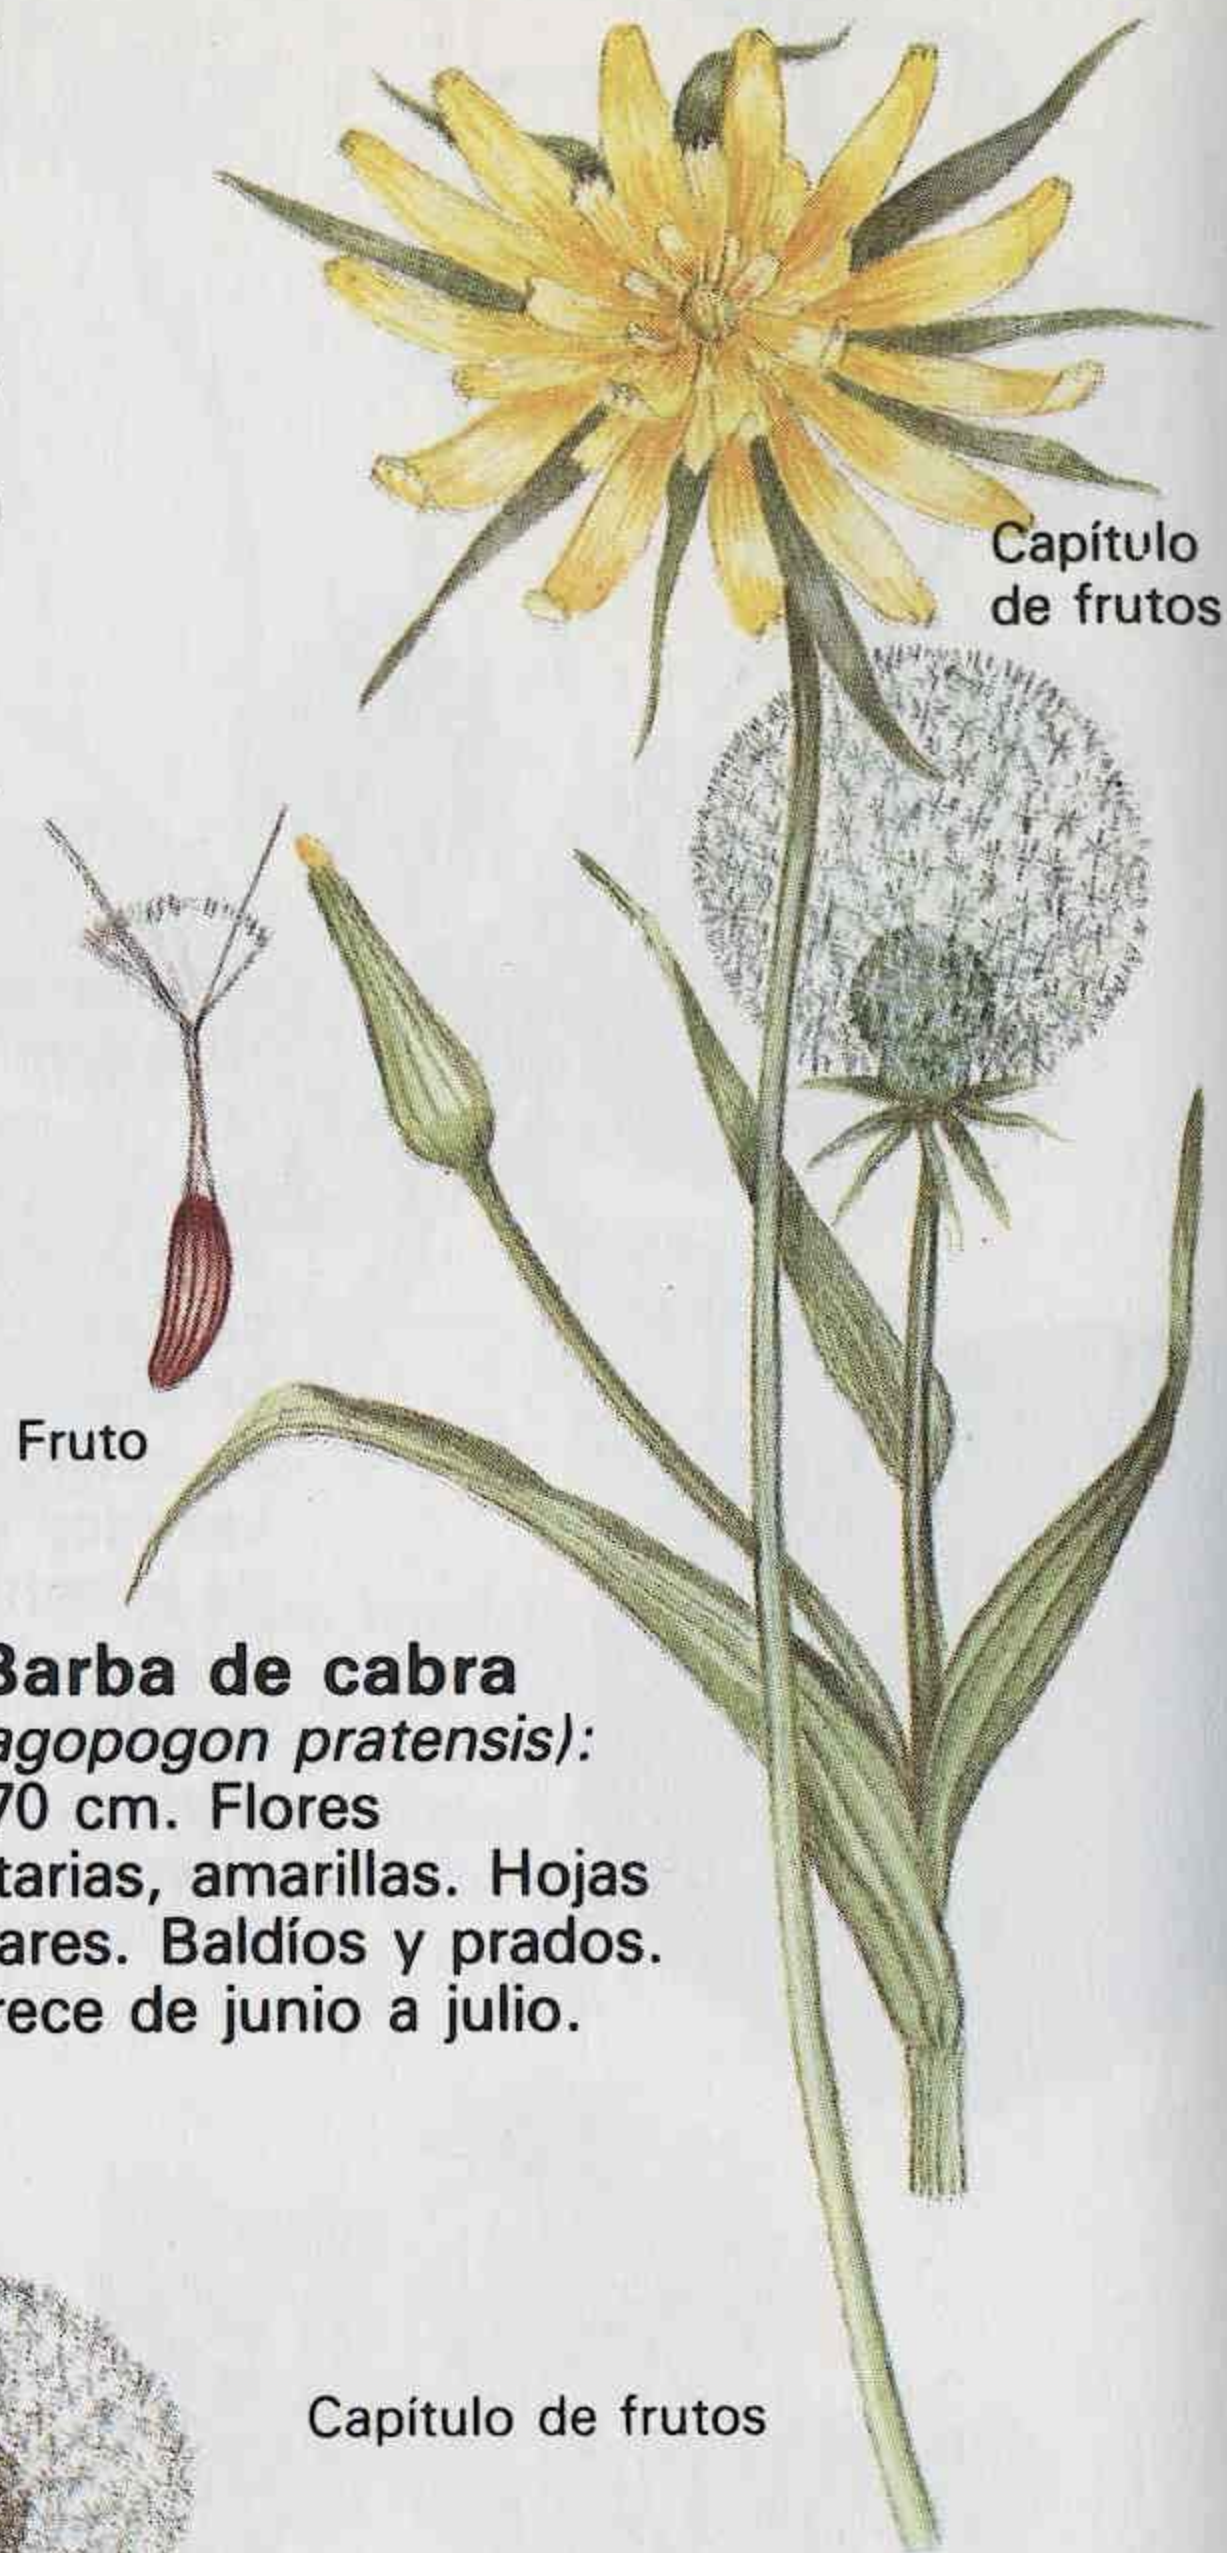 Capítulo
de frutos
Fruto
Barba de cabra
agopogon pratensis):
70 cm. Flores
tarias, amarillas. Hojas
ares. Baldíos y prados.
rece de junio a julio.
Capítulo de frutos